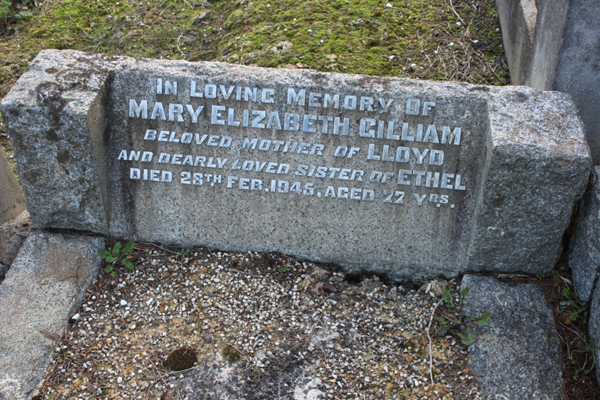 IN LOVING MEMORY OF
MARY ELIZABETH GILLIAM
BELOVED MOTHER OF LLOYD
AND DEARLY LOVED SISTER OF ETHEL
DIED 28TH FEB. 1945, AGED 77 YRS.